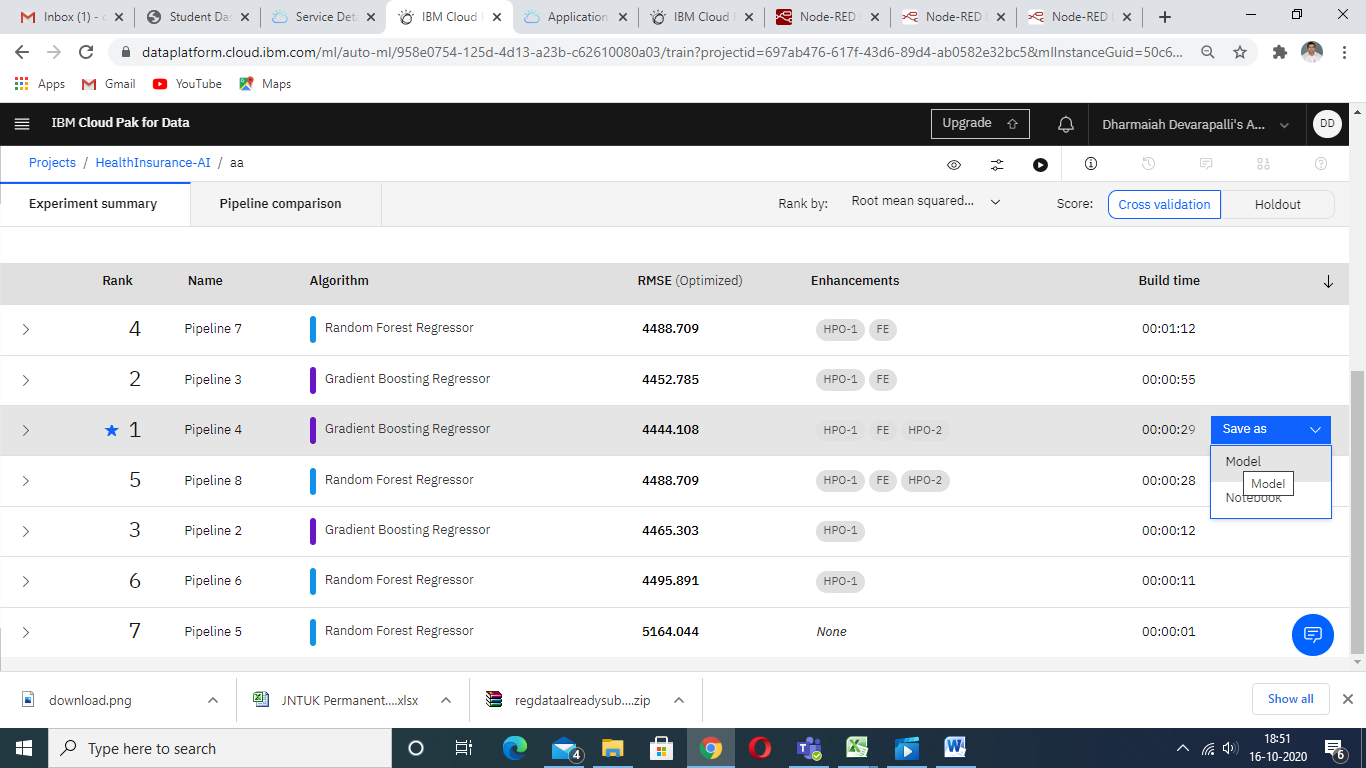 Inbox (1) - c
Student Das
Service Deta
IBM Cloud P
Application
IBM Cloud P
Node-RED S
Node-RED
Node-RED
dataplatform.cloud.ibm.com/ml/auto-ml/958e0754-125d-4d13-a23b-c62610080a03/train?projectid=697ab476-617f-43d6-89d4-ab0582e32bc5&mlInstanceGuid=50c6...
Apps Gmail YouTube Maps
IBM Cloud Pak for Data
Upgrade
Dharmaiah Devarapalli's A...
DD
Projects / HealthInsurance-AI / aa
Experiment summary
Pipeline comparison
Rank by: Root mean squared...
Score: Cross validation Holdout
Rank Name Algorithm RMSE (Optimized) Enhancements Build time
4 Pipeline 7 Random Forest Regressor 4488.709 HPO-1 FE 00:01:12
2 Pipeline 3 Gradient Boosting Regressor 4452.785 HPO-1 FE 00:00:55
1 Pipeline 4 Gradient Boosting Regressor 4444.108 HPO-1 FE HPO-2 00:00:29 Save as
Model
Model
Notebook
5 Pipeline 8 Random Forest Regressor 4488.709 HPO-1 FE HPO-2 00:00:28
3 Pipeline 2 Gradient Boosting Regressor 4465.303 HPO-1 00:00:12
6 Pipeline 6 Random Forest Regressor 4495.891 HPO-1 00:00:11
7 Pipeline 5 Random Forest Regressor 5164.044 None 00:00:01
download.png
JNTUK Permanent....xlsx
regdataalreadysub....zip
Show all
Type here to search
4
18:51
16-10-2020
6